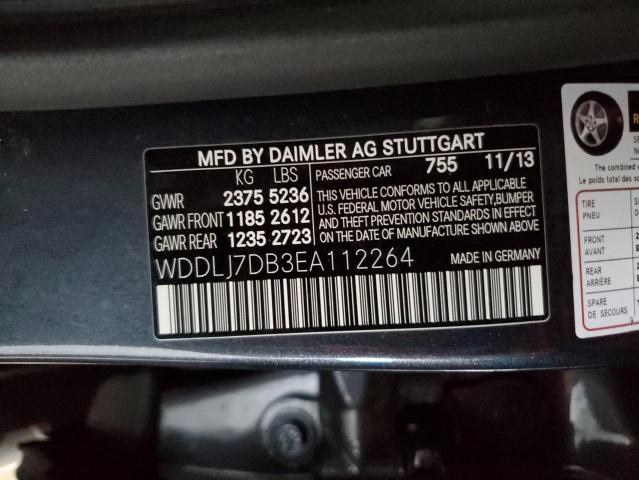 MFD BY DAIMLER AG STUTTGART
KG LBS
GVWR 2375 5236
GAWR FRONT 1185 2612
GAWR REAR 1235 2723
PASSENGER CAR 755 11/13
THIS VEHICLE CONFORMS TO ALL APPLICABLE
U.S. FEDERAL MOTOR VEHICLE SAFETY,BUMPER
AND THEFT PREVENTION STANDARDS IN EFFECT
ON THE DATE OF MANUFACTURE SHOWN ABOVE
WDDLJ7DB3EA112264
MADE IN GERMANY
The combined
Le poids total des
TIRE
PNEU
FRONT
AVANT
REAR
ARRIÈRE
SPARE
DE SECOURS